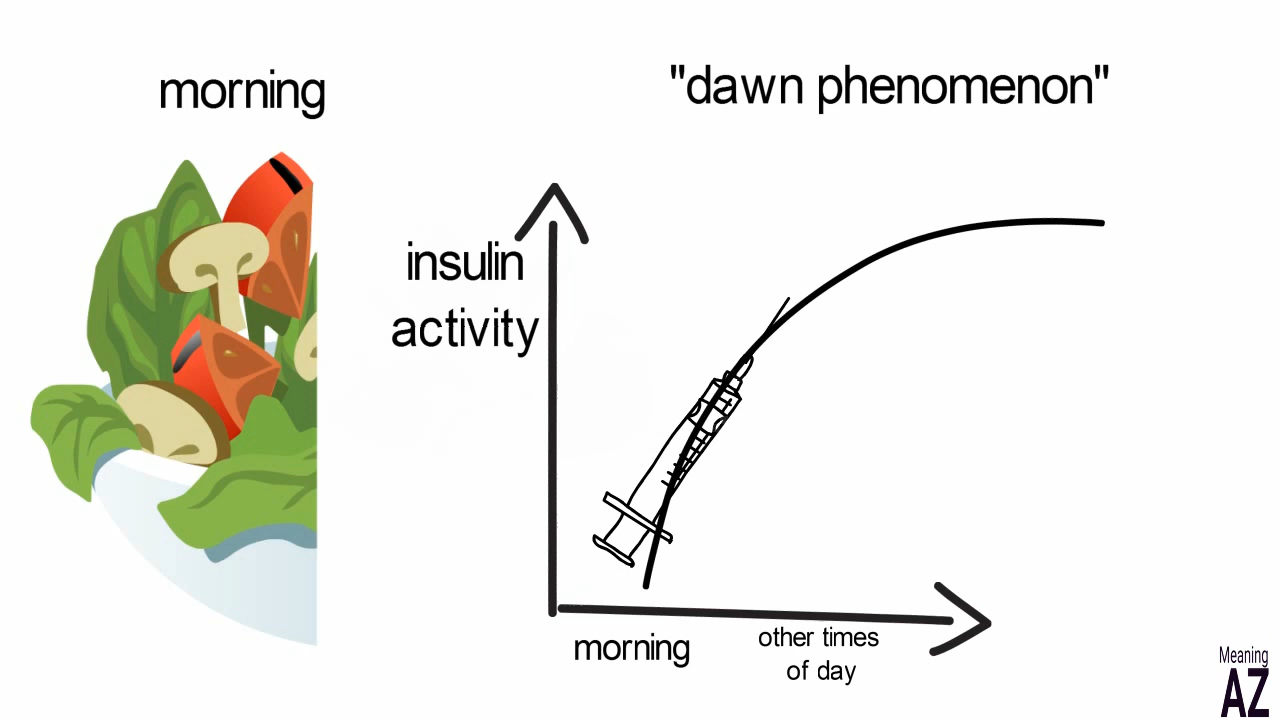 morning
"dawn phenomenon"
insulin
activity
morning
other times
of day
Meaning
AZ